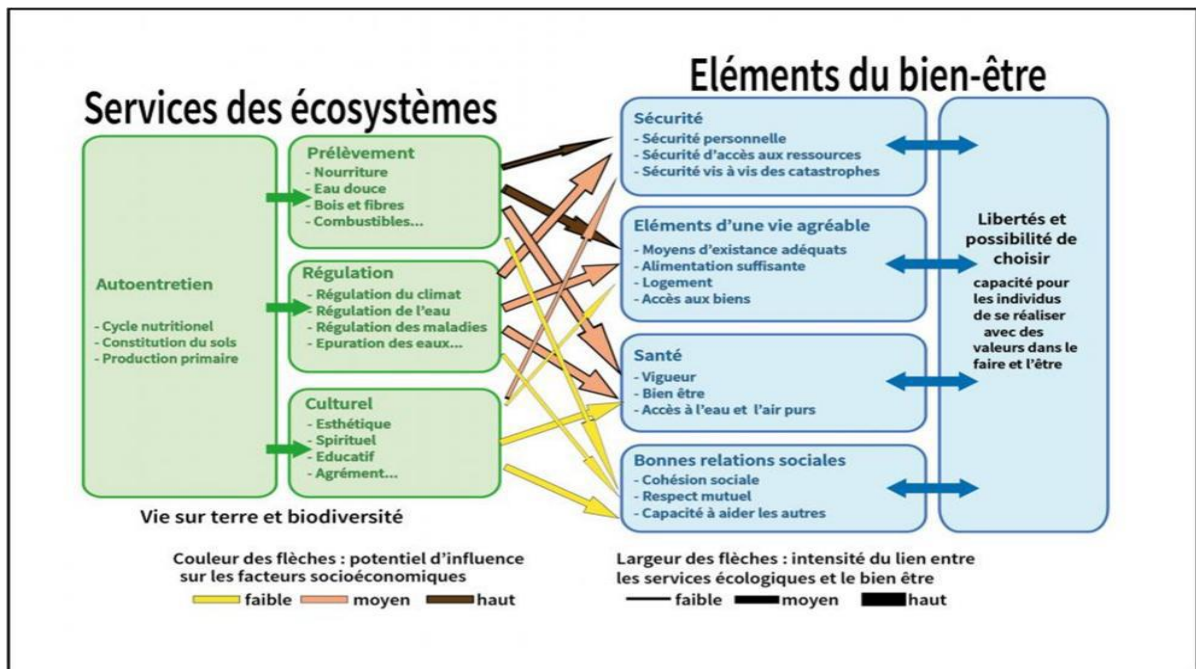 Services des écosystèmes
Eléments du bien-être
Autoentretien
- Cycle nutritionel
- Constitution du sols
- Production primaire
Prélèvement
- Nourriture
- Eau douce
- Bois et fibres
- Combustibles...
Régulation
- Régulation du climat
- Régulation de l'eau
- Régulation des maladies
- Epuration des eaux...
Culturel
- Esthétique
- Spirituel
- Educatif
- Agrément...
Vie sur terre et biodiversité
Sécurité
- Sécurité personnelle
- Sécurité d'accès aux ressources
- Sécurité vis à vis des catastrophes
Eléments d'une vie agréable
- Moyens d'existance adéquats
- Alimentation suffisante
- Logement
- Accès aux biens
Santé
- Vigueur
- Bien être
- Accès à l'eau et l'air purs
Bonnes relations sociales
- Cohésion sociale
- Respect mutuel
- Capacité à aider les autres
Libertés et
possibilité de
choisir
capacité pour
les individus
de se réaliser
avec des
valeurs dans le
faire et l'être
Couleur des flèches : potentiel d'influence
sur les facteurs socioéconomiques
faible moyen haut
Largeur des flèches : intensité du lien entre
les services écologiques et le bien être
faible moyen haut